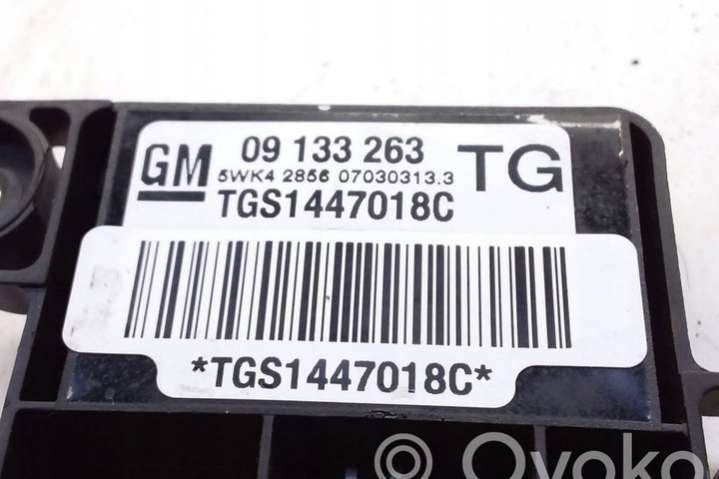 GM 09 133 263 TG
5WK4 2856 07030313.3
TGS1447018C
*TGS1447018C*
Ovoko